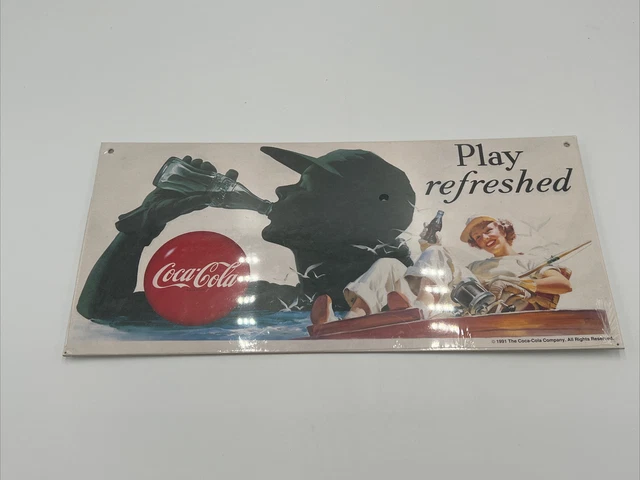 Play
refreshed
Coca-Cola
© 1991 The Coca-Cola Company. All Rights Reserved.